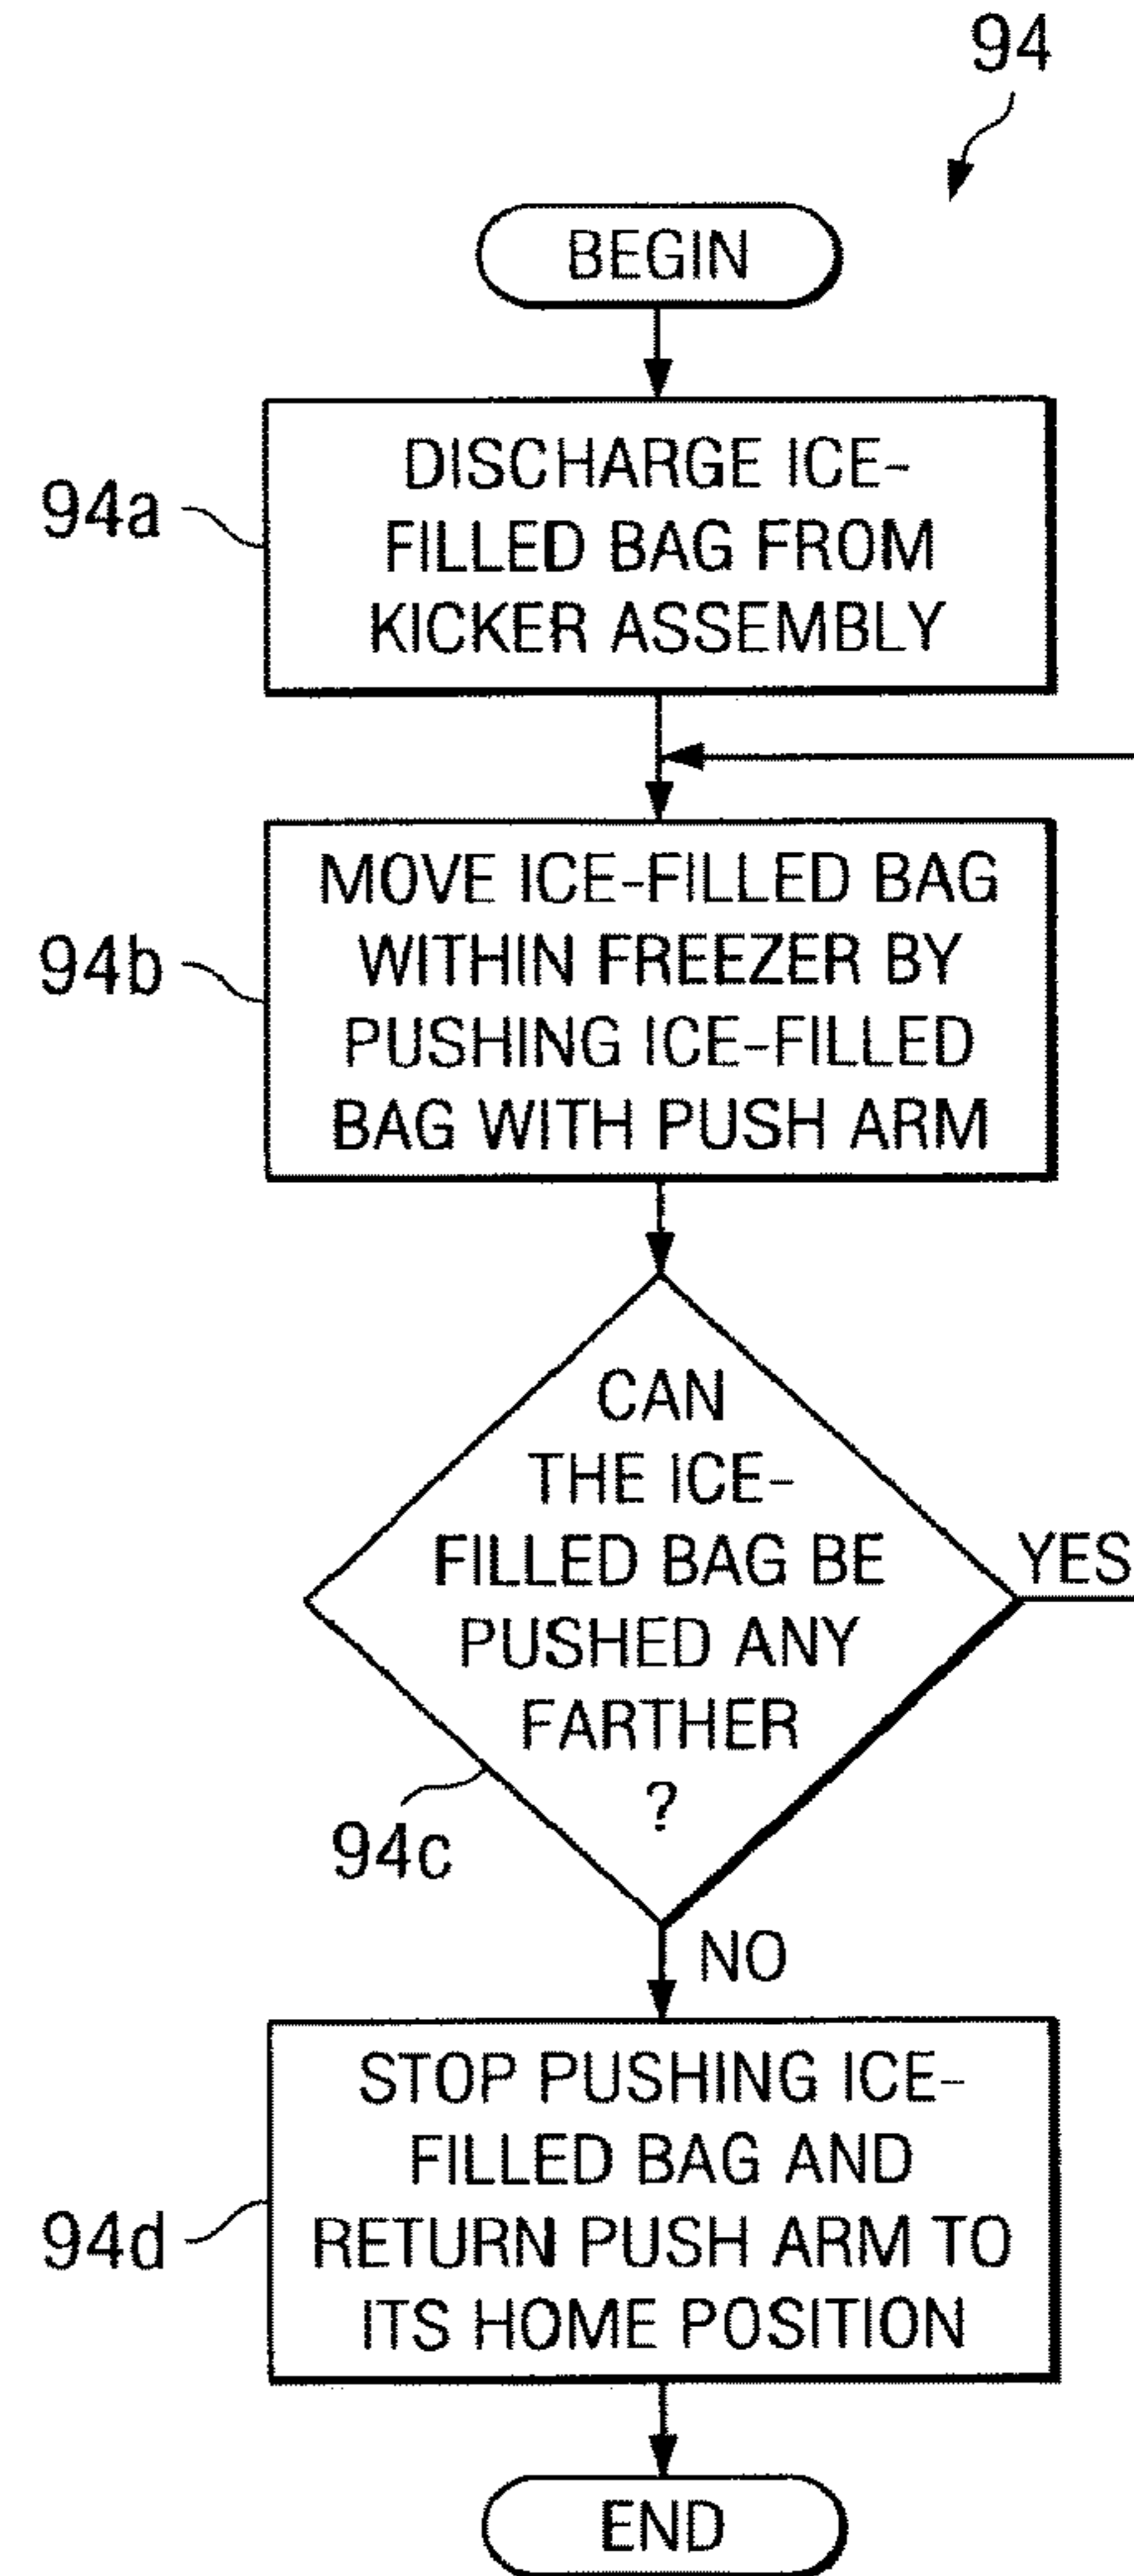 94
BEGIN
94a
DISCHARGE ICE-
FILLED BAG FROM
KICKER ASSEMBLY
94b
MOVE ICE-FILLED BAG
WITHIN FREEZER BY
PUSHING ICE-FILLED
BAG WITH PUSH ARM
CAN
THE ICE-
FILLED BAG BE
PUSHED ANY
FARTHER
?
YES
94c
NO
94d
STOP PUSHING ICE-
FILLED BAG AND
RETURN PUSH ARM TO
ITS HOME POSITION
END